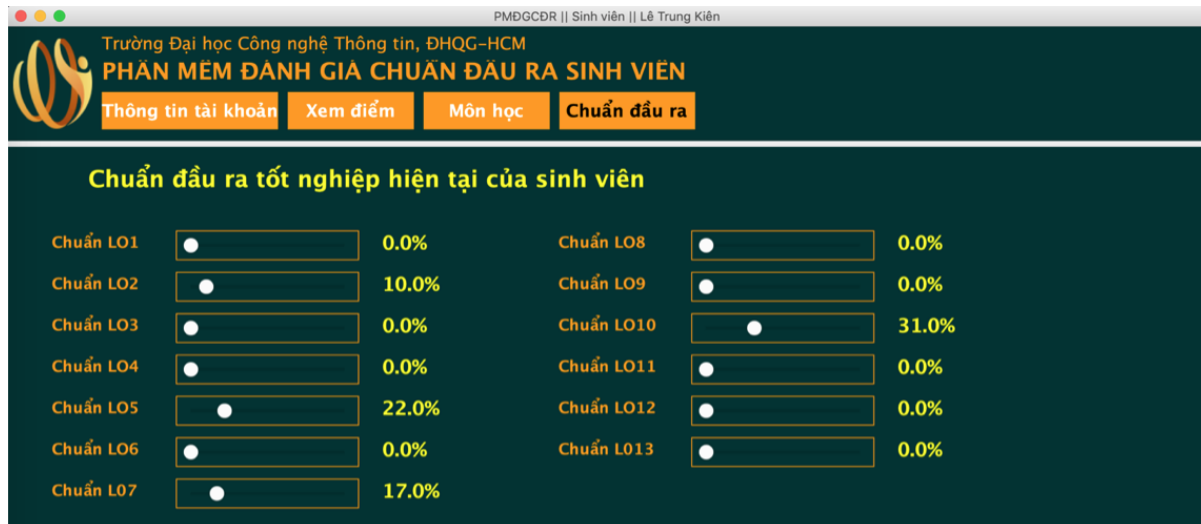 PMĐGCĐR || Sinh viên || Lê Trung Kiên
Trường Đại học Công nghệ Thông tin, ĐHQG-HCM
PHẦN MỀM ĐÁNH GIÁ CHUẨN ĐẦU RA SINH VIÊN
Thông tin tài khoản Xem điểm Môn học Chuẩn đầu ra
Chuẩn đầu ra tốt nghiệp hiện tại của sinh viên
Chuẩn LO1 0.0% Chuẩn LO8 0.0%
Chuẩn LO2 10.0% Chuẩn LO9 0.0%
Chuẩn LO3 0.0% Chuẩn LO10 31.0%
Chuẩn LO4 0.0% Chuẩn LO11 0.0%
Chuẩn LO5 22.0% Chuẩn LO12 0.0%
Chuẩn LO6 0.0% Chuẩn L013 0.0%
Chuẩn L07 17.0%